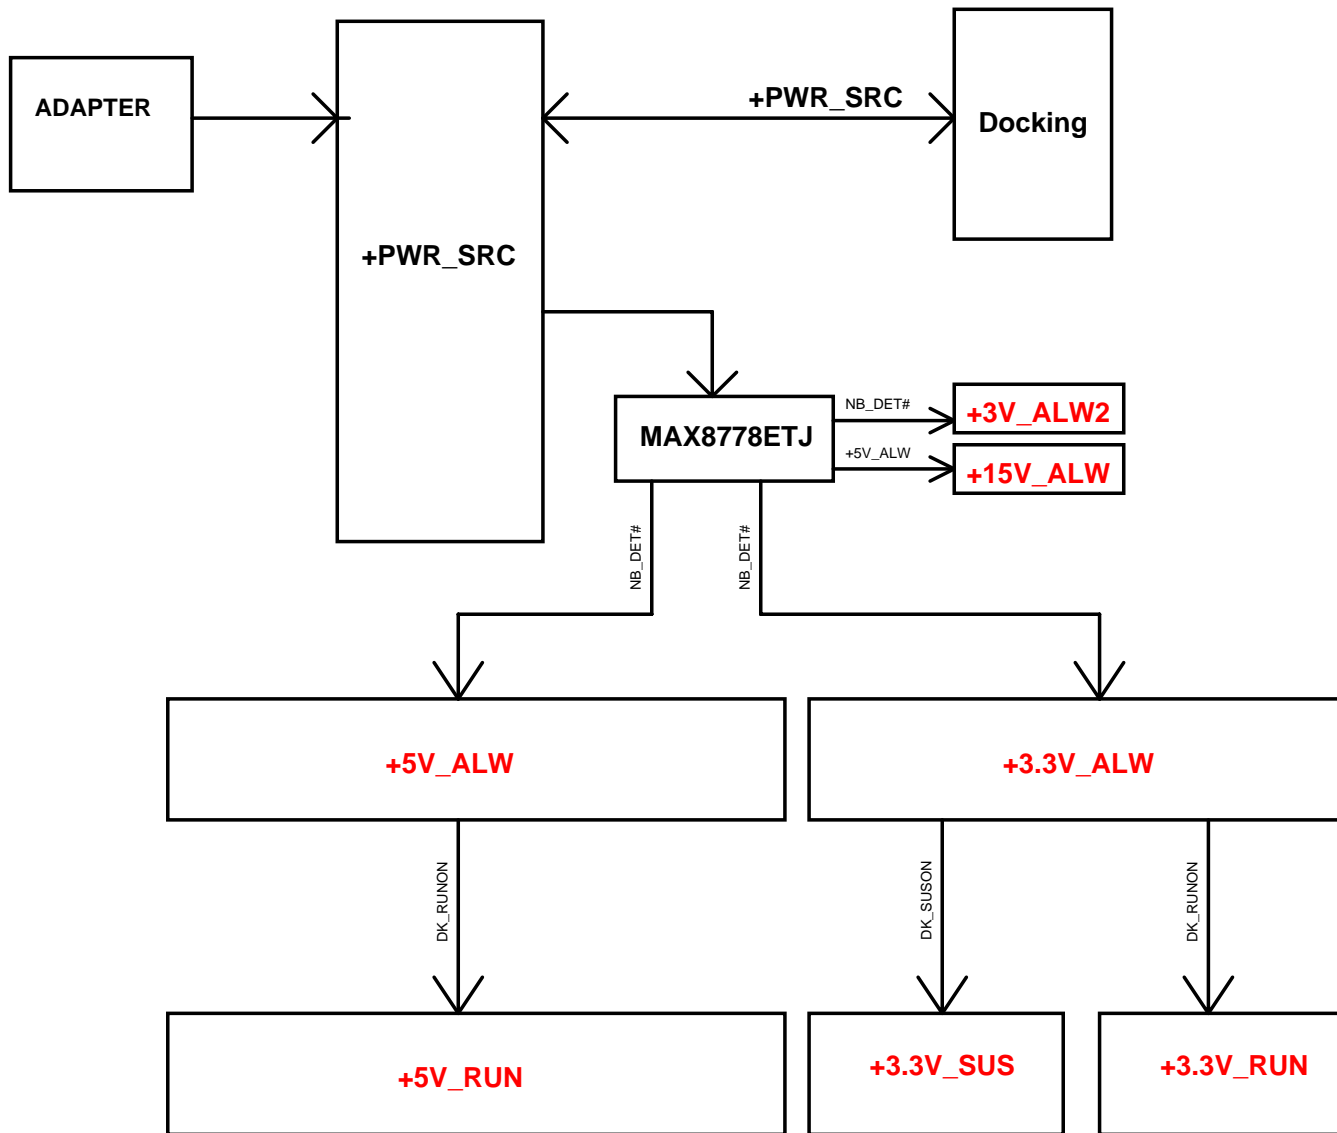 ADAPTER
+PWR_SRC
Docking
+PWR_SRC
MAX8778ETJ
NB_DET#
+3V_ALW2
+5V_ALW
+15V_ALW
NB_DET#
NB_DET#
+5V_ALW
+3.3V_ALW
DK_RUNON
DK_SUSON
DK_RUNON
+5V_RUN
+3.3V_SUS
+3.3V_RUN